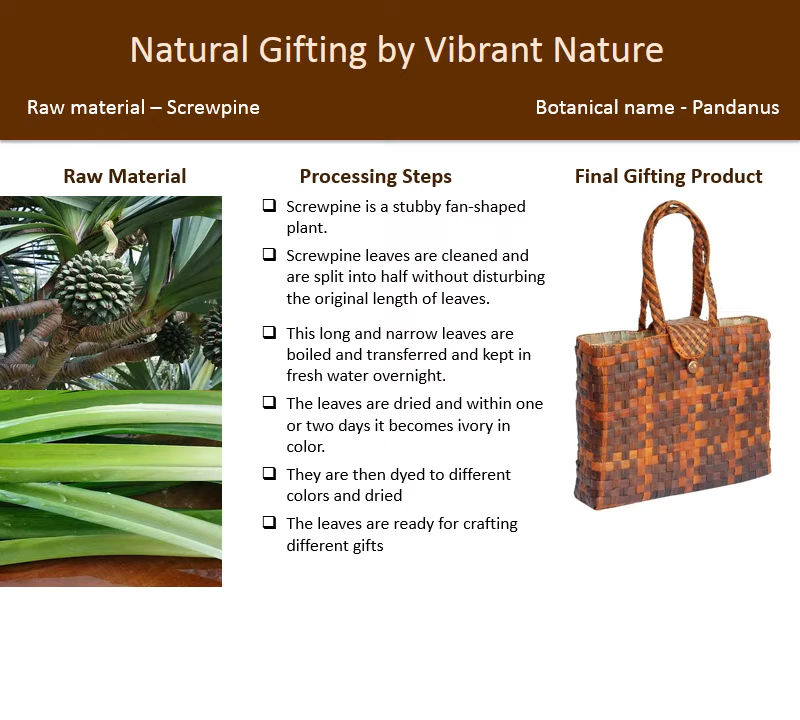 Natural Gifting by Vibrant Nature
Raw material – Screwpine
Botanical name - Pandanus
Raw Material
Processing Steps
Final Gifting Product
Screwpine is a stubby fan-shaped
plant.
Screwpine leaves are cleaned and
are split into half without disturbing
the original length of leaves.
This long and narrow leaves are
boiled and transferred and kept in
fresh water overnight.
The leaves are dried and within one
or two days it becomes ivory in
color.
They are then dyed to different
colors and dried
The leaves are ready for crafting
different gifts